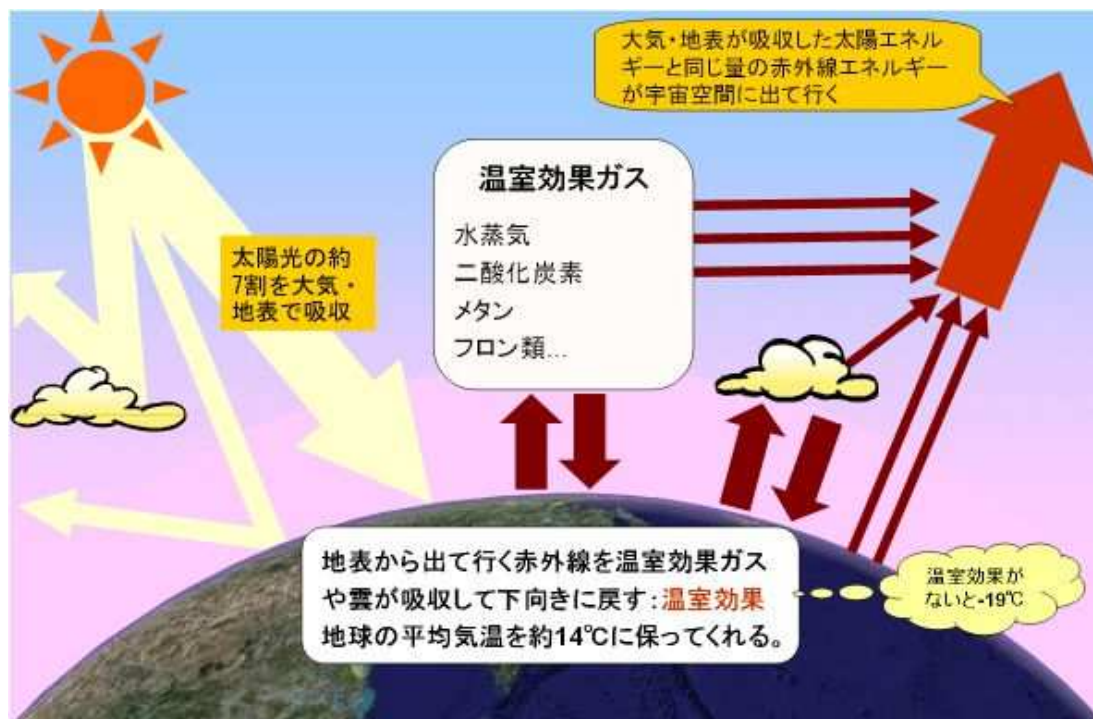 大気・地表が吸収した太陽エネル
ギーと同じ量の赤外線エネルギー
が宇宙空間に出て行く
温室効果ガス
水蒸気
二酸化炭素
メタン
フロン類…
太陽光の約
7割を大気・
地表で吸収
地表から出て行く赤外線を温室効果ガス
や雲が吸収して下向きに戻す:温室効果
地球の平均気温を約14℃に保ってくれる。
温室効果が
ないと-19℃